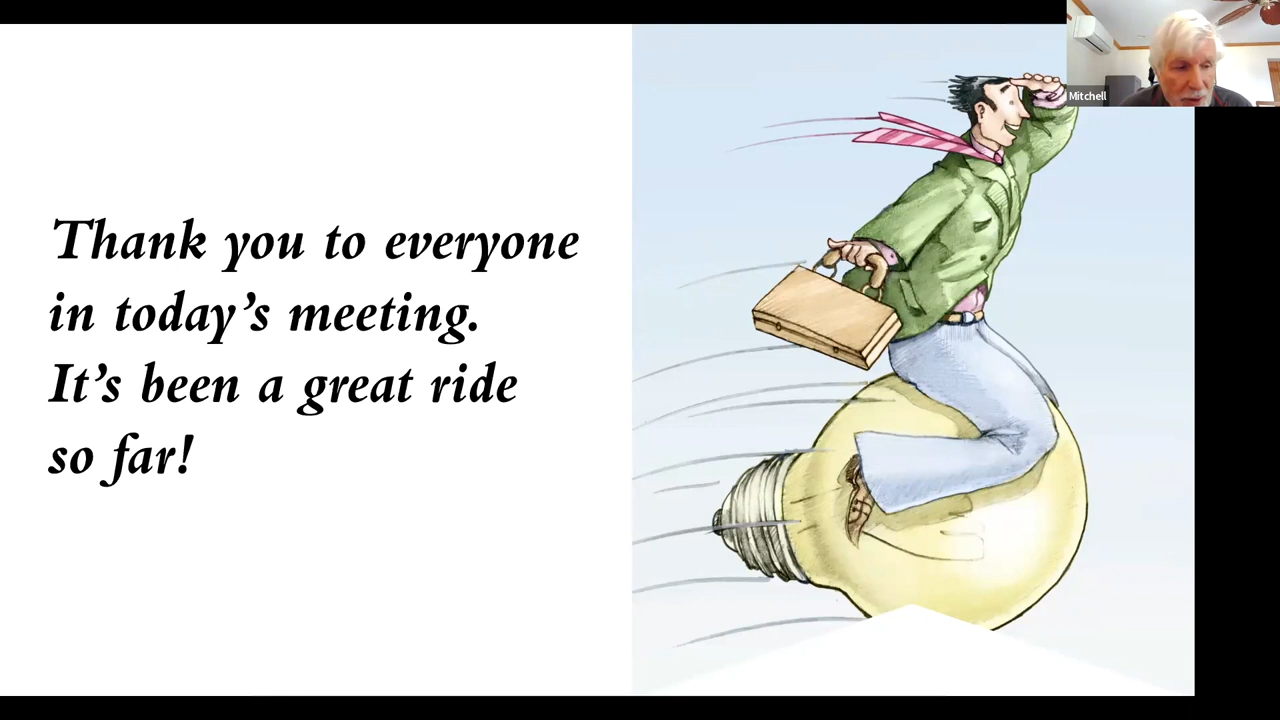 Thank you to everyone
in today’s meeting.
It’s been a great ride
so far!
Mitchell